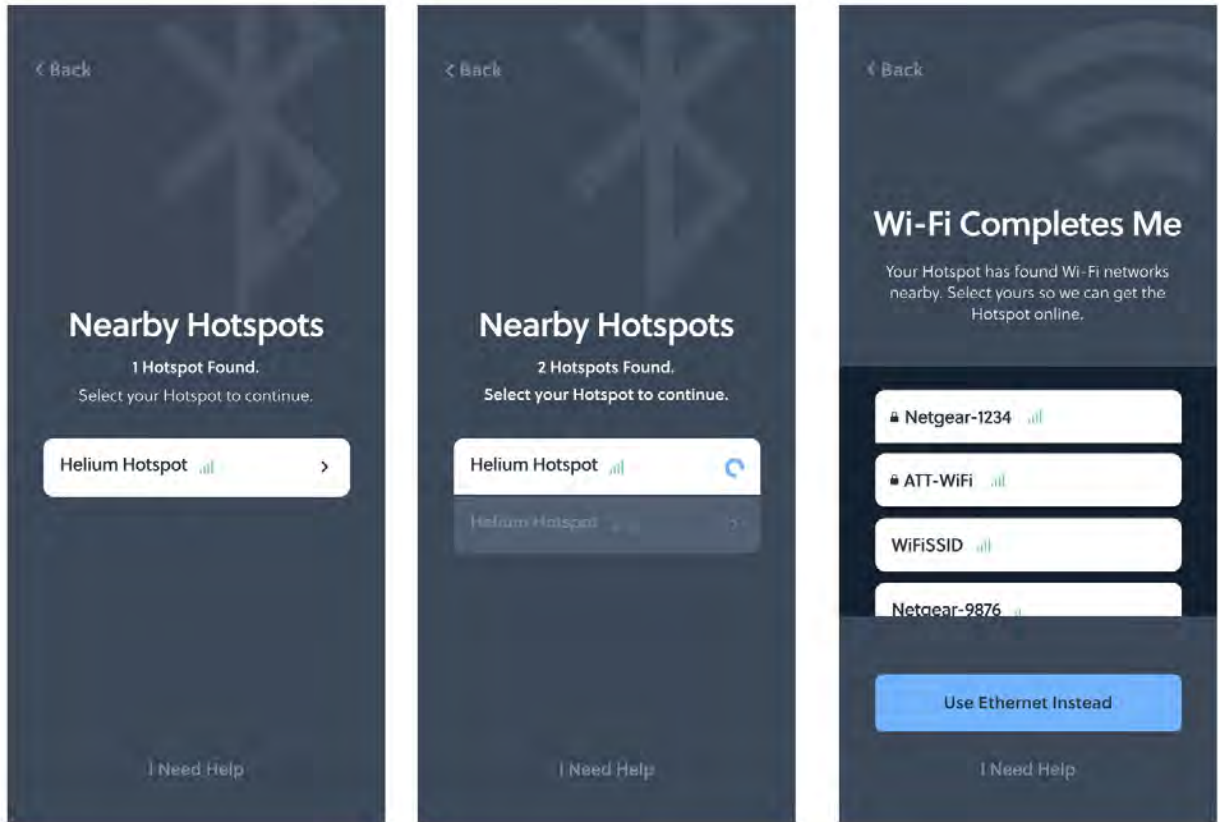 < Back
Nearby Hotspots
1 Hotspot Found.
Select your Hotspot to continue.
Helium Hotspot >
I Need Help
< Back
Nearby Hotspots
2 Hotspots Found.
Select your Hotspot to continue.
Helium Hotspot
Helium Hotspot >
I Need Help
< Back
Wi-Fi Completes Me
Your Hotspot has found Wi-Fi networks
nearby. Select yours so we can get the
Hotspot online.
Netgear-1234
ATT-WiFi
WiFiSSID
Netgear-9876
Use Ethernet Instead
I Need Help